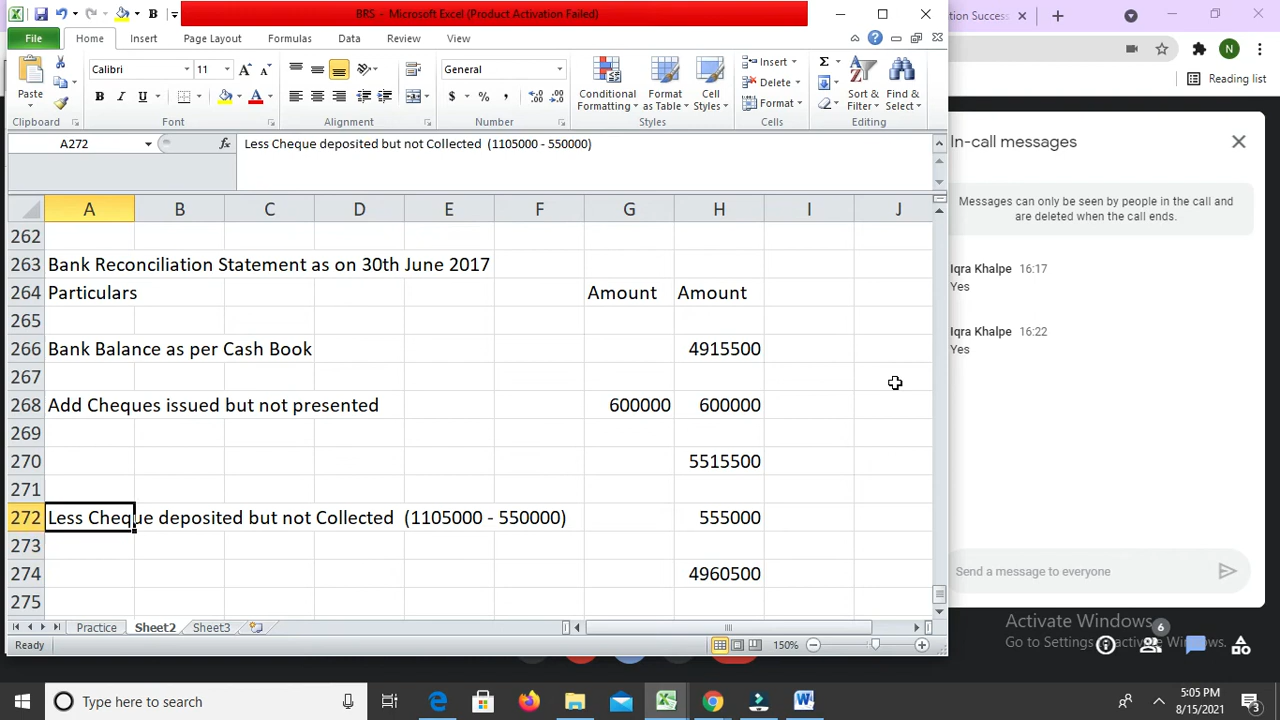 BRS - Microsoft Excel (Product Activation Failed)
File
Home
Insert
Page Layout
Formulas
Data
Review
View
tion Success
N
Reading list
Paste
Clipboard
Calibri
11
B I U
Font
Alignment
General
$ % ,
Number
Conditional Formatting
Format as Table
Cell Styles
Styles
Insert
Delete
Format
Cells
Sort & Filter
Find & Select
Editing
A272
fx
Less Cheque deposited but not Collected (1105000 - 550000)
A B C D E F G H I J
262
263 Bank Reconciliation Statement as on 30th June 2017
264 Particulars Amount Amount
265
266 Bank Balance as per Cash Book 4915500
267
268 Add Cheques issued but not presented 600000 600000
269
270 5515500
271
272 Less Cheque deposited but not Collected (1105000 - 550000) 555000
273
274 4960500
275
Practice
Sheet2
Sheet3
Ready
150%
In-call messages
Messages can only be seen by people in the call and
are deleted when the call ends.
Iqra Khalpe 16:17
Yes
Iqra Khalpe 16:22
Yes
Send a message to everyone
Activate Windows
Go to Settings to activate Windows.
6
Type here to search
5:05 PM
8/15/2021
3